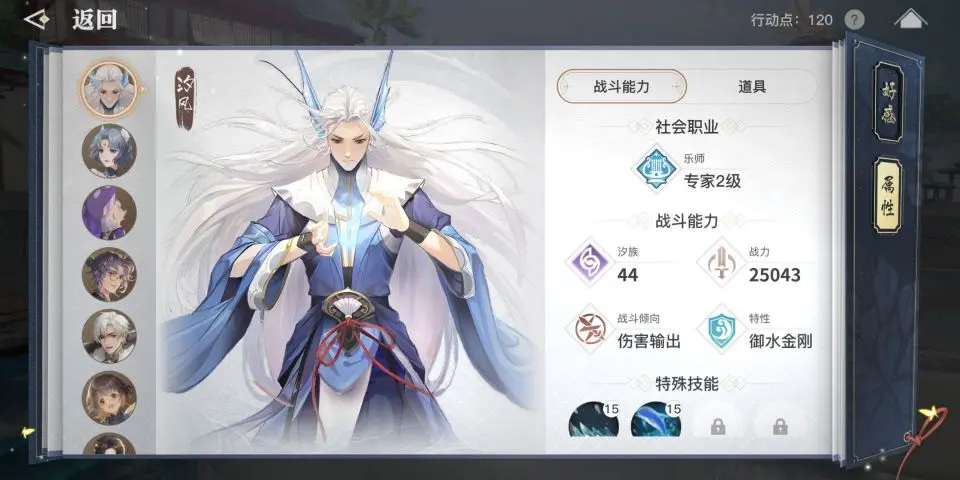 返回
行动点：120 ?
汐风
战斗能力
道具
社会职业
乐师
专家2级
战斗能力
汐族
44
战力
25043
战斗倾向
伤害输出
特性
御水金刚
特殊技能
15
15
好感
属性